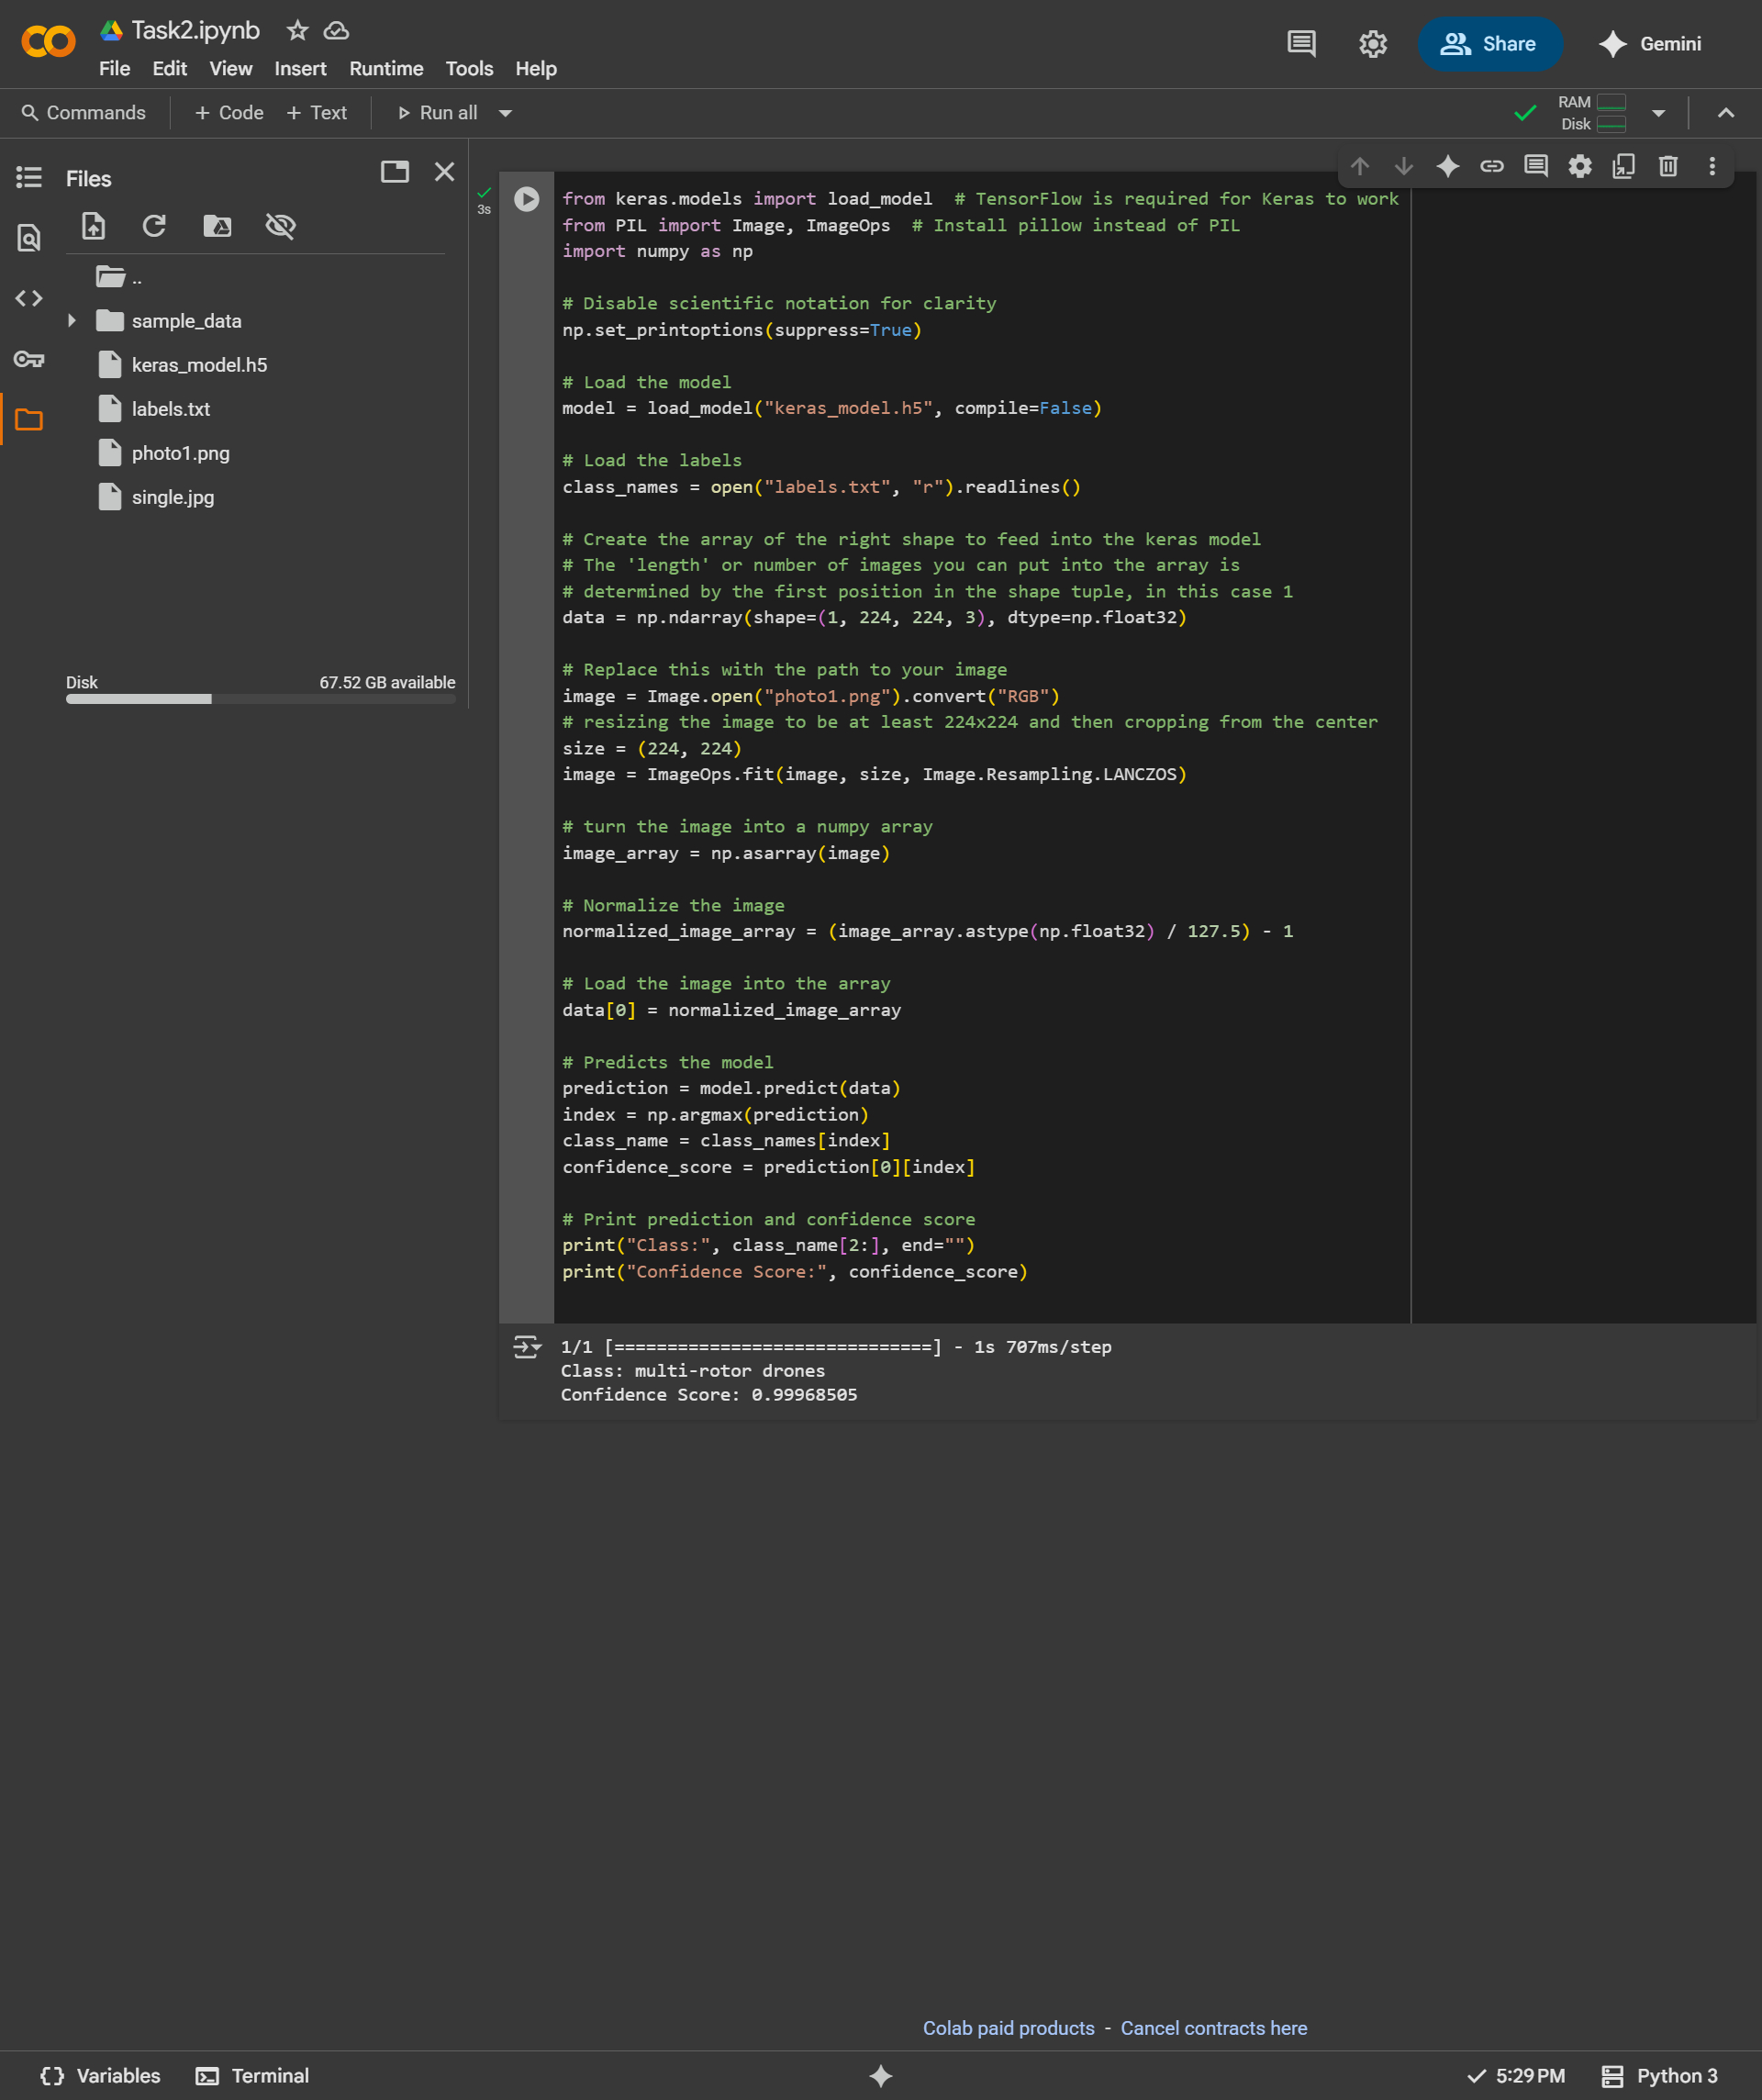 Task2.ipynb
File Edit View Insert Runtime Tools Help
Share
Gemini
Commands
+ Code + Text
Run all
RAM
Disk
Files
..
sample_data
keras_model.h5
labels.txt
photo1.png
single.jpg
Disk 67.52 GB available
3s
from keras.models import load_model  # TensorFlow is required for Keras to work
from PIL import Image, ImageOps  # Install pillow instead of PIL
import numpy as np
# Disable scientific notation for clarity
np.set_printoptions(suppress=True)
# Load the model
model = load_model("keras_model.h5", compile=False)
# Load the labels
class_names = open("labels.txt", "r").readlines()
# Create the array of the right shape to feed into the keras model
# The 'length' or number of images you can put into the array is
# determined by the first position in the shape tuple, in this case 1
data = np.ndarray(shape=(1, 224, 224, 3), dtype=np.float32)
# Replace this with the path to your image
image = Image.open("photo1.png").convert("RGB")
# resizing the image to be at least 224x224 and then cropping from the center
size = (224, 224)
image = ImageOps.fit(image, size, Image.Resampling.LANCZOS)
# turn the image into a numpy array
image_array = np.asarray(image)
# Normalize the image
normalized_image_array = (image_array.astype(np.float32) / 127.5) - 1
# Load the image into the array
data[0] = normalized_image_array
# Predicts the model
prediction = model.predict(data)
index = np.argmax(prediction)
class_name = class_names[index]
confidence_score = prediction[0][index]
# Print prediction and confidence score
print("Class:", class_name[2:], end="")
print("Confidence Score:", confidence_score)
1/1 [==============================] - 1s 707ms/step
Class: multi-rotor drones
Confidence Score: 0.99968505
Colab paid products - Cancel contracts here
Variables Terminal
5:29 PM Python 3